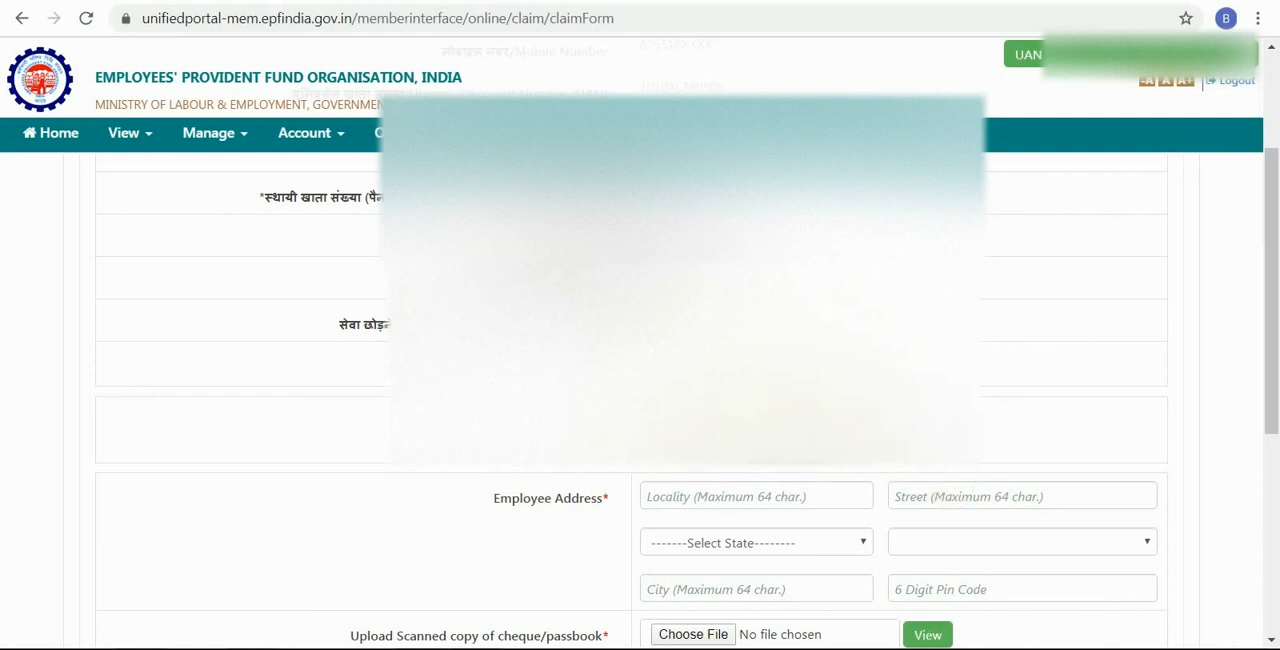 unifiedportal-mem.epfindia.gov.in/memberinterface/online/claim/claimForm
B
/Mobile Number
UAN
EMPLOYEES' PROVIDENT FUND ORGANISATION, INDIA
-A A A+ Logout
MINISTRY OF LABOUR & EMPLOYMENT, GOVERNMEN
Home View Manage Account
*स्थायी खाता संख्या (पैन
सेवा छोड़ने
Employee Address* Locality (Maximum 64 char.) Street (Maximum 64 char.)
-------Select State--------
City (Maximum 64 char.) 6 Digit Pin Code
Upload Scanned copy of cheque/passbook* Choose File No file chosen View